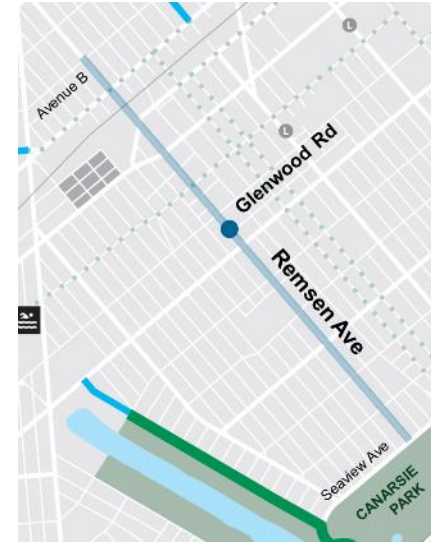 L
Avenue B
L
Glenwood Rd
Remsen Ave
Seaview Ave
CANARSIE
PARK